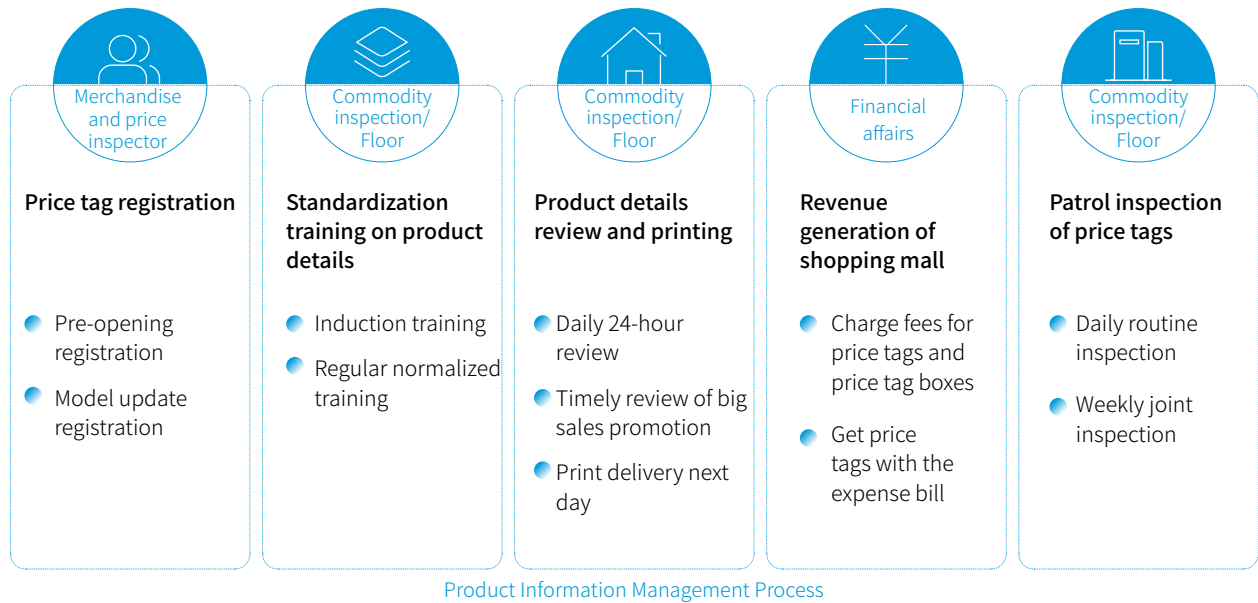 Merchandise
and price
inspector
Price tag registration
Pre-opening
registration
Model update
registration
Commodity
inspection/
Floor
Standardization
training on product
details
Induction training
Regular normalized
training
Commodity
inspection/
Floor
Product details
review and printing
Daily 24-hour
review
Timely review of big
sales promotion
Print delivery next
day
Financial
affairs
Revenue
generation of
shopping mall
Charge fees for
price tags and
price tag boxes
Get price
tags with the
expense bill
Commodity
inspection/
Floor
Patrol inspection
of price tags
Daily routine
inspection
Weekly joint
inspection
Product Information Management Process